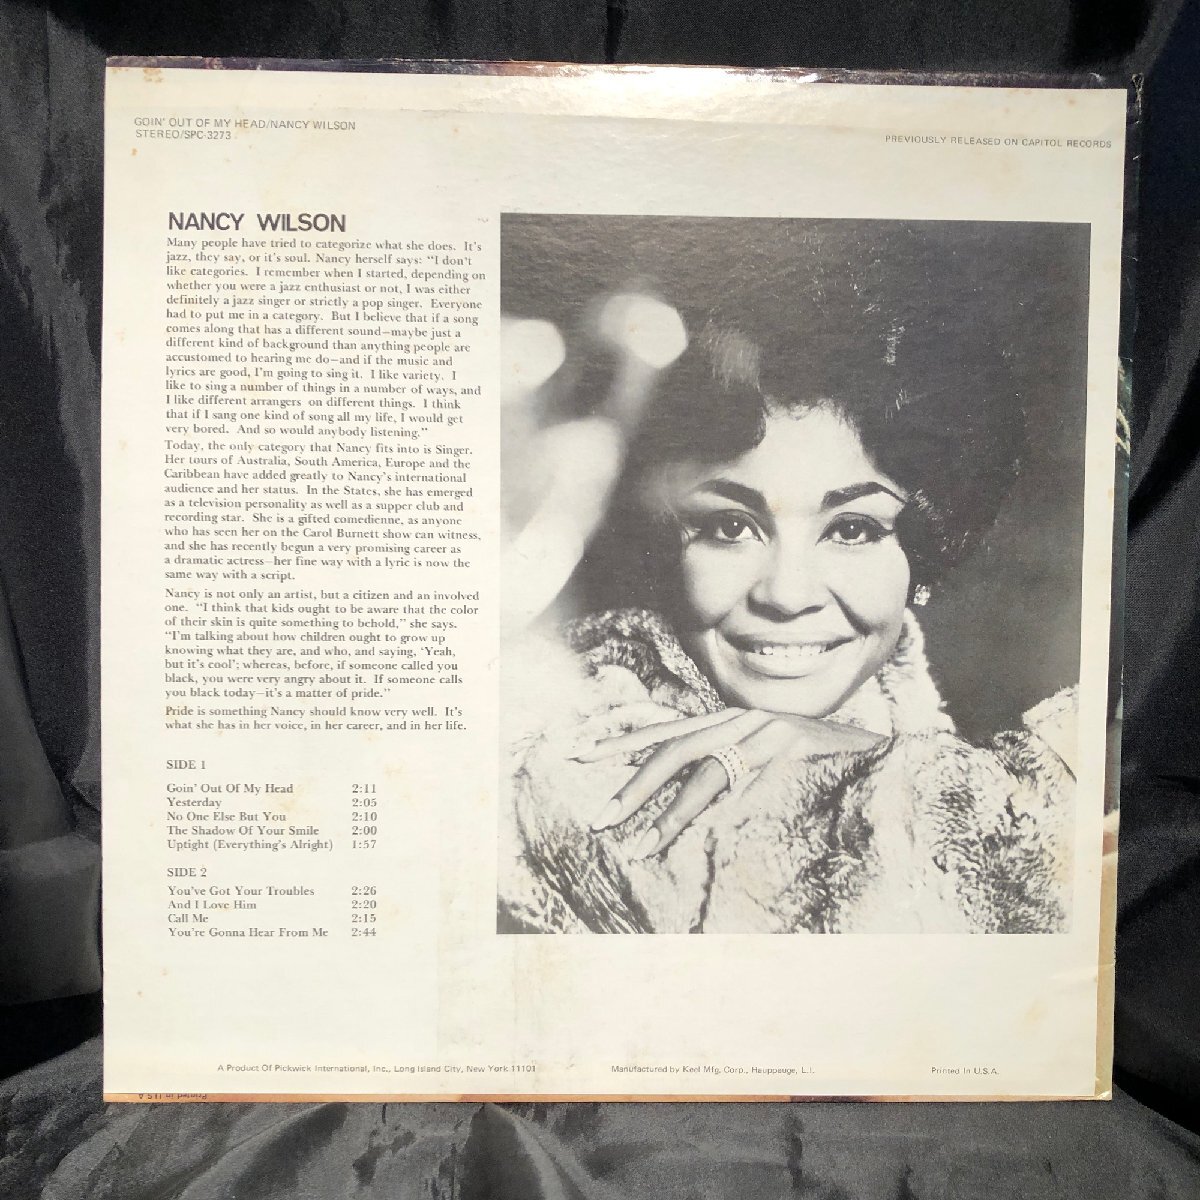 GOIN' OUT OF MY HEAD/NANCY WILSON
STEREO/SPC-3273
PREVIOUSLY RELEASED ON CAPITOL RECORDS
NANCY WILSON
Many people have tried to categorize what she does. It's
jazz, they say, or it's soul. Nancy herself says: “I don't
like categories. I remember when I started, depending on
whether you were a jazz enthusiast or not, I was either
definitely a jazz singer or strictly a pop singer. Everyone
had to put me in a category. But I believe that if a song
comes along that has a different sound—maybe just a
different kind of background than anything people are
accustomed to hearing me do—and if the music and
lyrics are good, I'm going to sing it. I like variety. I
like to sing a number of things in a number of ways, and
I like different arrangers on different things. I think
that if I sang one kind of song all my life, I would get
very bored. And so would anybody listening.”
Today, the only category that Nancy fits into is Singer.
Her tours of Australia, South America, Europe and the
Caribbean have added greatly to Nancy's international
audience and her status. In the States, she has emerged
as a television personality as well as a supper club and
recording star. She is a gifted comedienne, as anyone
who has seen her on the Carol Burnett show can witness,
and she has recently begun a very promising career as
a dramatic actress—her fine way with a lyric is now the
same way with a script.
Nancy is not only an artist, but a citizen and an involved
one. “I think that kids ought to be aware that the color
of their skin is quite something to behold,” she says.
“I'm talking about how children ought to grow up
knowing what they are, and who, and saying, ‘Yeah,
but it's cool’; whereas, before, if someone called you
black, you were very angry about it. If someone calls
you black today—it's a matter of pride.”
Pride is something Nancy should know very well. It's
what she has in her voice, in her career, and in her life.
SIDE 1
Goin' Out Of My Head 2:11
Yesterday 2:05
No One Else But You 2:10
The Shadow Of Your Smile 2:00
Uptight (Everything's Alright) 1:57
SIDE 2
You've Got Your Troubles 2:26
And I Love Him 2:20
Call Me 2:15
You're Gonna Hear From Me 2:44
A Product Of Pickwick International, Inc., Long Island City, New York 11101
Manufactured by Keel Mfg. Corp., Hauppauge, L.I.
Printed In U.S.A.
Printed in U.S.A